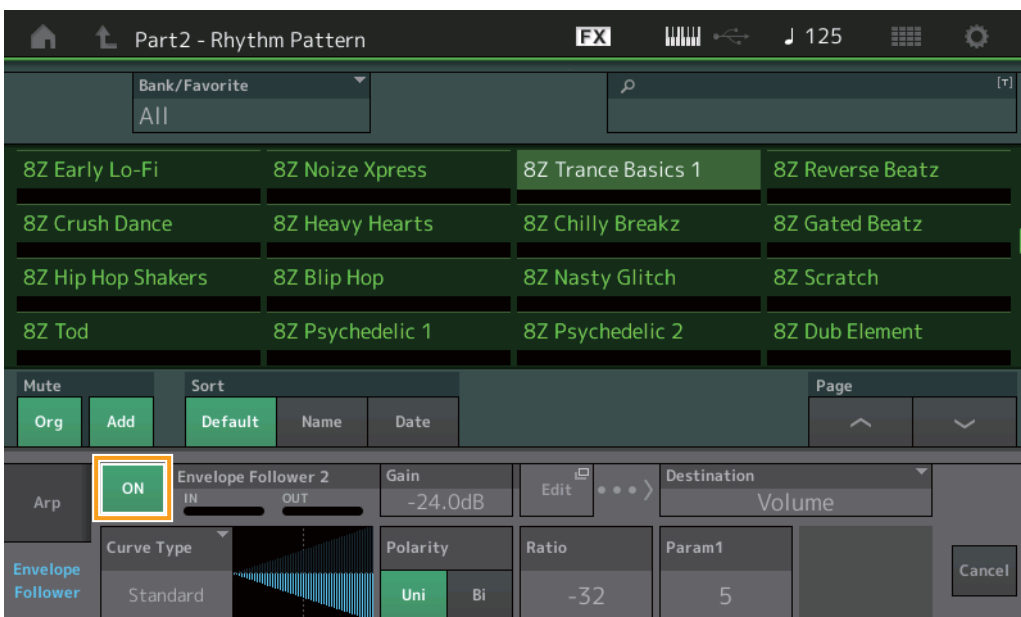 Part2 - Rhythm Pattern FX 125
Bank/Favorite [T]
All
8Z Early Lo-Fi 8Z Noize Xpress 8Z Trance Basics 1 8Z Reverse Beatz
8Z Crush Dance 8Z Heavy Hearts 8Z Chilly Breakz 8Z Gated Beatz
8Z Hip Hop Shakers 8Z Blip Hop 8Z Nasty Glitch 8Z Scratch
8Z Tod 8Z Psychedelic 1 8Z Psychedelic 2 8Z Dub Element
Mute Sort Page
Org Add Default Name Date
Arp ON Envelope Follower 2 Gain Edit Destination
IN OUT -24.0dB Volume
Curve Type Polarity Ratio Param1
Envelope Follower Standard Uni Bi -32 5 Cancel